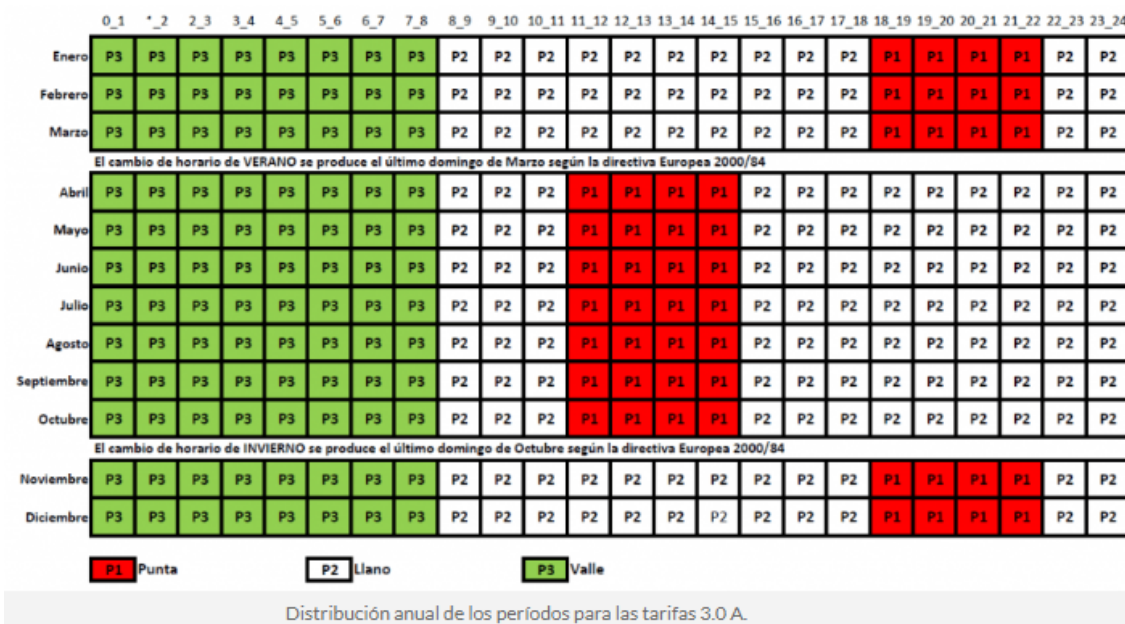 0_1 *_2 2_3 3_4 4_5 5_6 6_7 7_8 8_9 9_10 10_11 11_12 12_13 13_14 14_15 15_16 16_17 17_18 18_19 19_20 20_21 21_22 22_23 23_24
Enero P3 P3 P3 P3 P3 P3 P3 P3 P2 P2 P2 P2 P2 P2 P2 P2 P2 P2 P1 P1 P1 P1 P2 P2
Febrero P3 P3 P3 P3 P3 P3 P3 P3 P2 P2 P2 P2 P2 P2 P2 P2 P2 P2 P1 P1 P1 P1 P2 P2
Marzo P3 P3 P3 P3 P3 P3 P3 P3 P2 P2 P2 P2 P2 P2 P2 P2 P2 P2 P1 P1 P1 P1 P2 P2
El cambio de horario de VERANO se produce el último domingo de Marzo según la directiva Europea 2000/84
Abril P3 P3 P3 P3 P3 P3 P3 P3 P2 P2 P2 P1 P1 P1 P1 P2 P2 P2 P2 P2 P2 P2 P2 P2
Mayo P3 P3 P3 P3 P3 P3 P3 P3 P2 P2 P2 P1 P1 P1 P1 P2 P2 P2 P2 P2 P2 P2 P2 P2
Junio P3 P3 P3 P3 P3 P3 P3 P3 P2 P2 P2 P1 P1 P1 P1 P2 P2 P2 P2 P2 P2 P2 P2 P2
Julio P3 P3 P3 P3 P3 P3 P3 P3 P2 P2 P2 P1 P1 P1 P1 P2 P2 P2 P2 P2 P2 P2 P2 P2
Agosto P3 P3 P3 P3 P3 P3 P3 P3 P2 P2 P2 P1 P1 P1 P1 P2 P2 P2 P2 P2 P2 P2 P2 P2
Septiembre P3 P3 P3 P3 P3 P3 P3 P3 P2 P2 P2 P1 P1 P1 P1 P2 P2 P2 P2 P2 P2 P2 P2 P2
Octubre P3 P3 P3 P3 P3 P3 P3 P3 P2 P2 P2 P1 P1 P1 P1 P2 P2 P2 P2 P2 P2 P2 P2 P2
El cambio de horario de INVIERNO se produce el último domingo de Octubre según la directiva Europea 2000/84
Noviembre P3 P3 P3 P3 P3 P3 P3 P3 P2 P2 P2 P2 P2 P2 P2 P2 P2 P2 P1 P1 P1 P1 P2 P2
Diciembre P3 P3 P3 P3 P3 P3 P3 P3 P2 P2 P2 P2 P2 P2 P2 P2 P2 P2 P1 P1 P1 P1 P2 P2
P1 Punta P2 Llano P3 Valle
Distribución anual de los períodos para las tarifas 3.0 A.